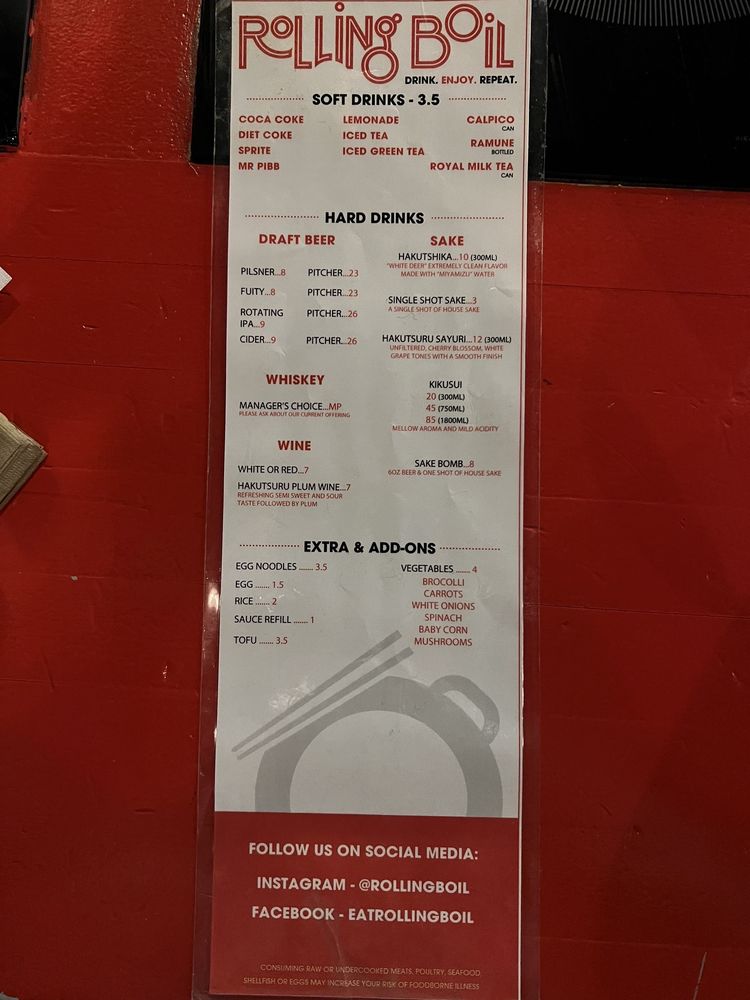 ROLLING BOIL
DRINK. ENJOY. REPEAT.
SOFT DRINKS - 3.5
COCA COKE
DIET COKE
SPRITE
MR PIBB
LEMONADE
ICED TEA
ICED GREEN TEA
CALPICO
CAN
RAMUNE
BOTTLED
ROYAL MILK TEA
CAN
HARD DRINKS
DRAFT BEER
PILSNER...8 PITCHER...23
FUITY...8 PITCHER...23
ROTATING PITCHER...26
IPA...9
CIDER...9 PITCHER...26
WHISKEY
MANAGER'S CHOICE...MP
PLEASE ASK ABOUT OUR CURRENT OFFERING
WINE
WHITE OR RED...7
HAKUTSURU PLUM WINE...7
REFRESHING SEMI SWEET AND SOUR
TASTE FOLLOWED BY PLUM
SAKE
HAKUTSHIKA...10 (300ML)
"WHITE DEER" EXTREMELY CLEAN FLAVOR
MADE WITH "MIYAMIZU" WATER
SINGLE SHOT SAKE...3
A SINGLE SHOT OF HOUSE SAKE
HAKUTSURU SAYURI...12 (300ML)
UNFILTERED, CHERRY BLOSSOM, WHITE
GRAPE TONES WITH A SMOOTH FINISH
KIKUSUI
20 (300ML)
45 (750ML)
85 (1800ML)
MELLOW AROMA AND MILD ACIDITY
SAKE BOMB...8
6OZ BEER & ONE SHOT OF HOUSE SAKE
EXTRA & ADD-ONS
EGG NOODLES ...... 3.5
EGG ....... 1.5
RICE ....... 2
SAUCE REFILL ....... 1
TOFU ....... 3.5
VEGETABLES ....... 4
BROCOLLI
CARROTS
WHITE ONIONS
SPINACH
BABY CORN
MUSHROOMS
FOLLOW US ON SOCIAL MEDIA:
INSTAGRAM - @ROLLINGBOIL
FACEBOOK - EATROLLINGBOIL
CONSUMING RAW OR UNDERCOOKED MEATS, POULTRY, SEAFOOD,
SHELLFISH OR EGGS MAY INCREASE YOUR RISK OF FOODBORNE ILLNESS